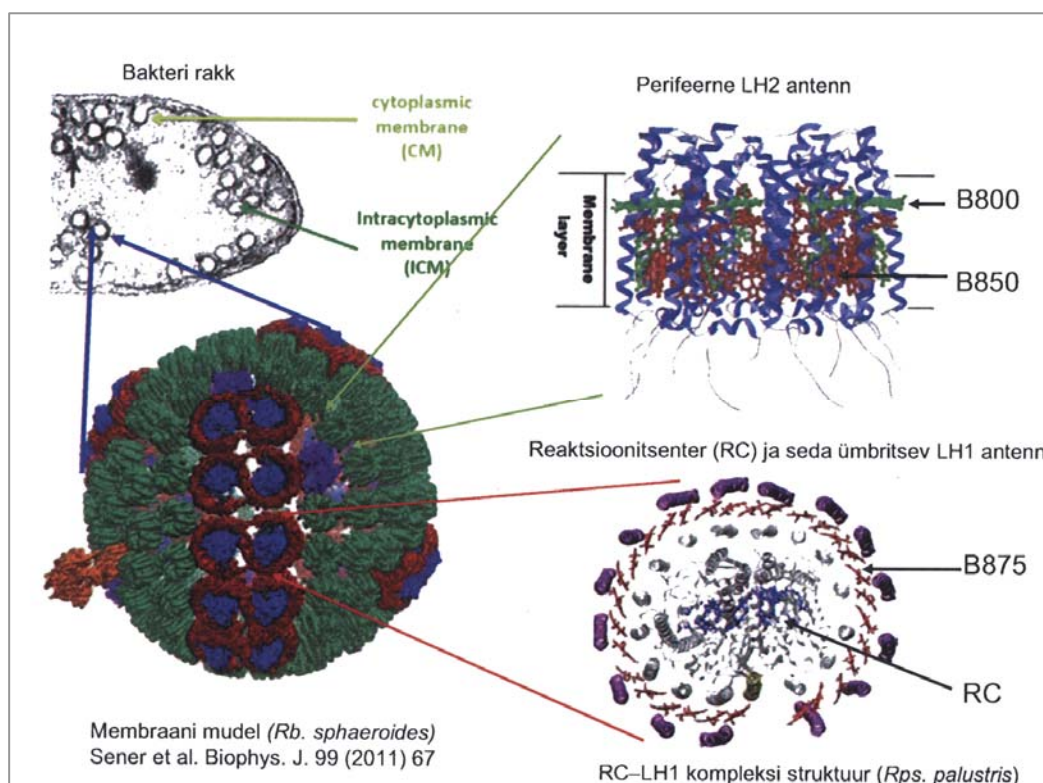 Bakteri rakk
cytoplasmic
membrane
(CM)
Intracytoplasmic
membrane
(ICM)
Perifeerne LH2 antenn
Membrane
layer
B800
B850
Reaktsioonitsenter (RC) ja seda ümbritsev LH1 antenn
B875
RC
Membraani mudel (Rb. sphaeroides)
Sener et al. Biophys. J. 99 (2011) 67
RC–LH1 kompleksi struktuur (Rps. palustris)